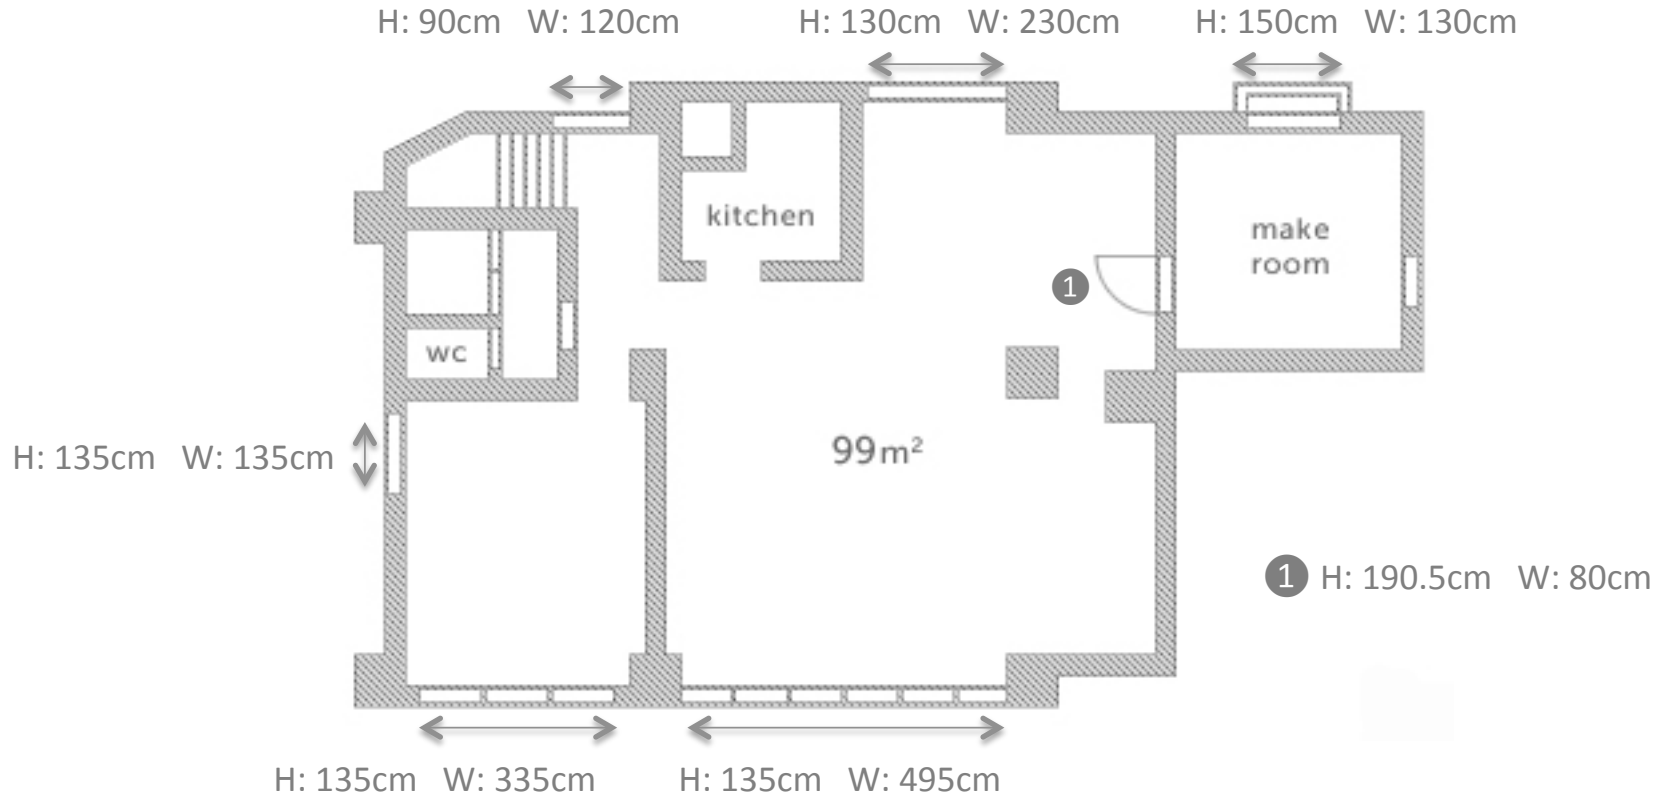 H: 90cm W: 120cm
H: 130cm W: 230cm
H: 150cm W: 130cm
kitchen
make
room
1
wc
99m²
H: 135cm W: 135cm
1 H: 190.5cm W: 80cm
H: 135cm W: 335cm
H: 135cm W: 495cm